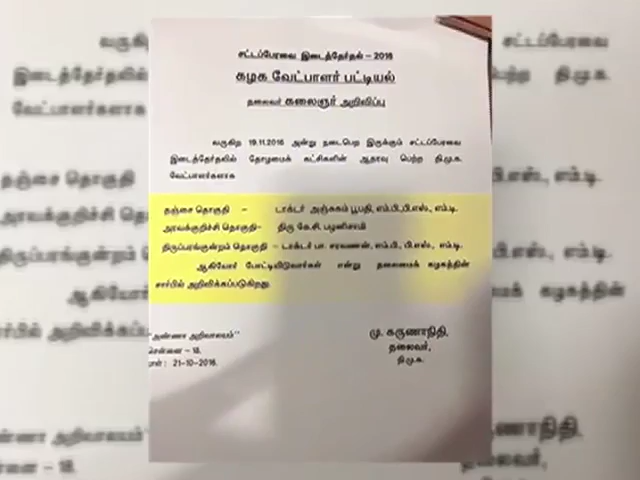 சட்டப்பேரவை இடைத்தேர்தல் – 2016
கழக வேட்பாளர் பட்டியல்
தலைவர் கலைஞர் அறிவிப்பு
வருகிற 19.11.2016 அன்று நடைபெற இருக்கும் சட்டப்பேரவை
இடைத்தேர்தலில் தோழமைக் கட்சிகளின் ஆதரவு பெற்ற தி.மு.க.
வேட்பாளர்களாக
தஞ்சை தொகுதி – டாக்டர் அஞ்சுகம் பூபதி, எம்.பி.பி.எஸ்., எம்.டி.
அரவக்குறிச்சி தொகுதி- திரு கே.சி. பழனிசாமி
திருப்பரங்குன்றம் தொகுதி – டாக்டர் பா. சரவணன், எம்.பி., பி.எஸ்., எம்.டி.
ஆகியோர் போட்டியிடுவார்கள் என்று தலைமைக் கழகத்தின்
சார்பில் அறிவிக்கப்படுகிறது.
"அண்ணா அறிவாலயம்"
சென்னை – 18.
நாள் : 21-10-2016.
மு. கருணாநிதி,
தலைவர்,
தி.மு.க.